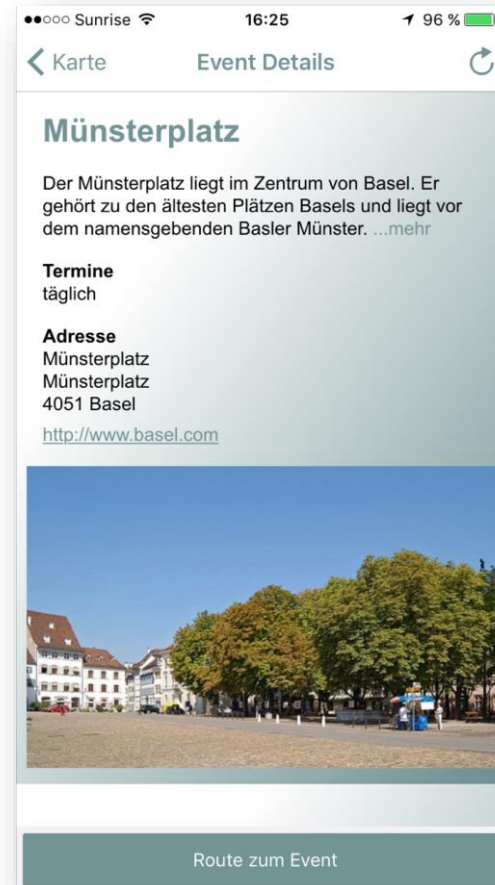 Sunrise 16:25 96 %
Karte Event Details
Münsterplatz
Der Münsterplatz liegt im Zentrum von Basel. Er
gehört zu den ältesten Plätzen Basels und liegt vor
dem namensgebenden Basler Münster. ...mehr
Termine
täglich
Adresse
Münsterplatz
Münsterplatz
4051 Basel
http://www.basel.com
Route zum Event